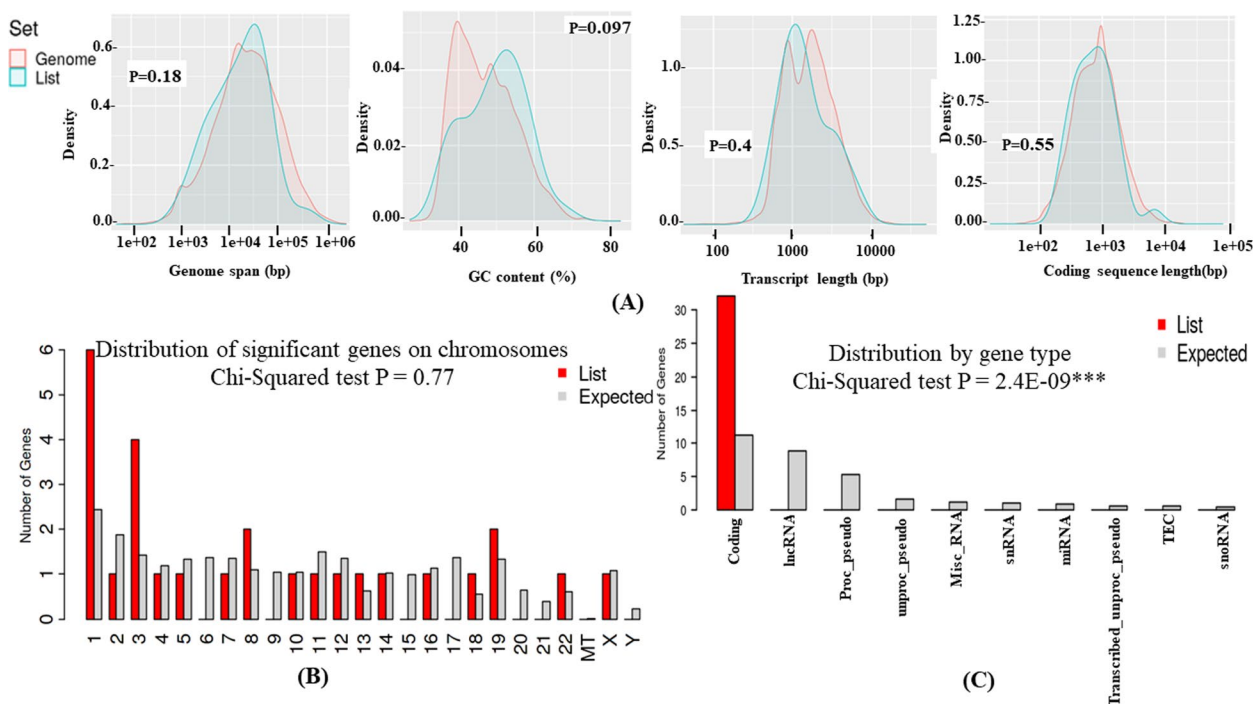 Set
Genome
List
P=0.18
Density
0.6-
0.4
0.2
0.0
1e+02 1e+03 1e+04 1e+05 1e+06
Genome span (bp)
P=0.097
Density
0.04
0.02
0.00
40 60 80
GC content (%)
P=0.4
Density
1.0
0.5
0.0
100 1000 10000
Transcript length (bp)
P=0.55
Density
1.25
1.00
0.75
0.50
0.25
0.00
1e+02 1e+03 1e+04 1e+05
Coding sequence length(bp)
(A)
Distribution of significant genes on chromosomes
Chi-Squared test P = 0.77
List
Expected
Number of Genes
6
5
4
3
2
1
0
1 2 3 4 5 6 7 8 9 10 11 12 13 14 15 16 17 18 19 20 21 22 MT X Y
(B)
Distribution by gene type
Chi-Squared test P = 2.4E-09***
List
Expected
Number of Genes
30
25
20
15
10
5
0
Coding
lncRNA
Proc_pseudo
unproc_pseudo
Misc_RNA
snRNA
miRNA
Transcribed_unproc_pseudo
TEC
snoRNA
(C)